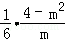 1/6 · (4 − m²)/m